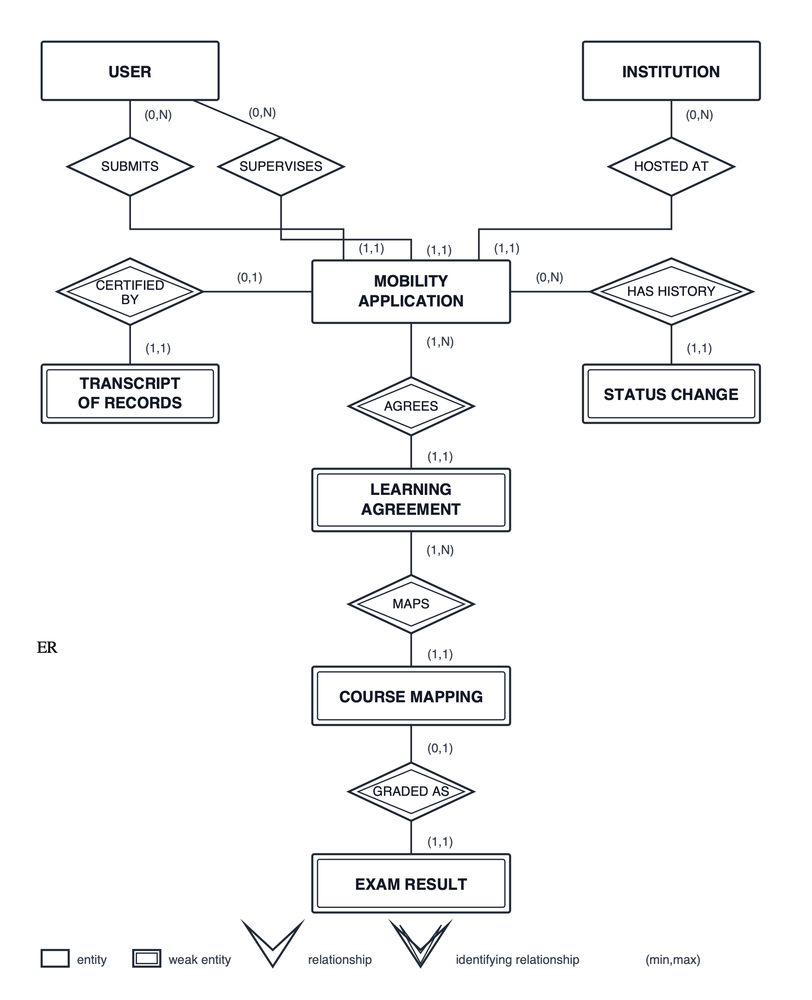 USER
INSTITUTION
(0,N)
(0,N)
(0,N)
SUBMITS
SUPERVISES
HOSTED AT
(1,1)
(1,1)
(1,1)
CERTIFIED
BY
(0,1)
MOBILITY
APPLICATION
(0,N)
HAS HISTORY
(1,1)
(1,N)
(1,1)
TRANSCRIPT
OF RECORDS
AGREES
STATUS CHANGE
(1,1)
LEARNING
AGREEMENT
(1,N)
MAPS
ER
(1,1)
COURSE MAPPING
(0,1)
GRADED AS
(1,1)
EXAM RESULT
entity
weak entity
relationship
identifying relationship
(min,max)